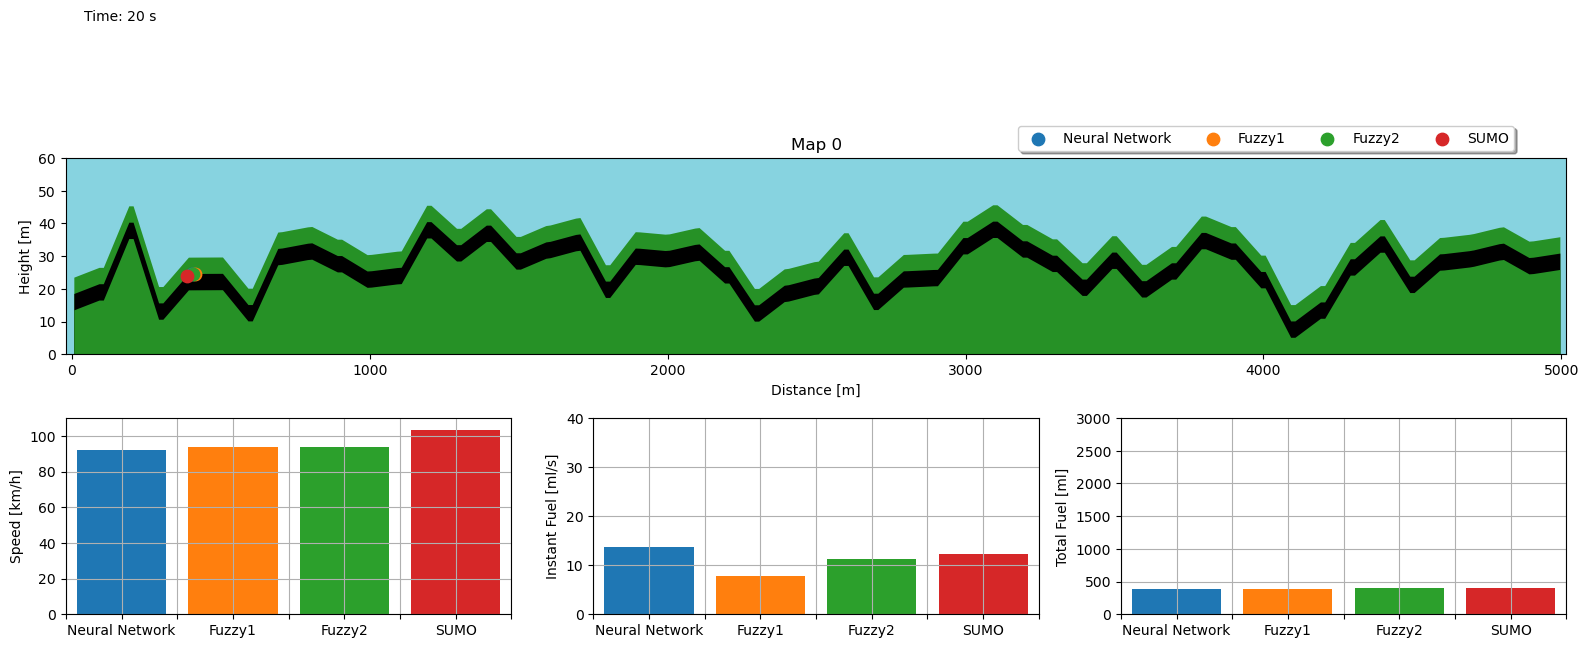 Time: 20 s
Neural Network Fuzzy1 Fuzzy2 SUMO
Map 0
60
50
40
30
20
10
0
Height [m]
0 1000 2000 3000 4000 5000
Distance [m]
100
80
60
40
20
0
Speed [km/h]
Neural Network Fuzzy1 Fuzzy2 SUMO
40
30
20
10
0
Instant Fuel [ml/s]
Neural Network Fuzzy1 Fuzzy2 SUMO
3000
2500
2000
1500
1000
500
0
Total Fuel [ml]
Neural Network Fuzzy1 Fuzzy2 SUMO